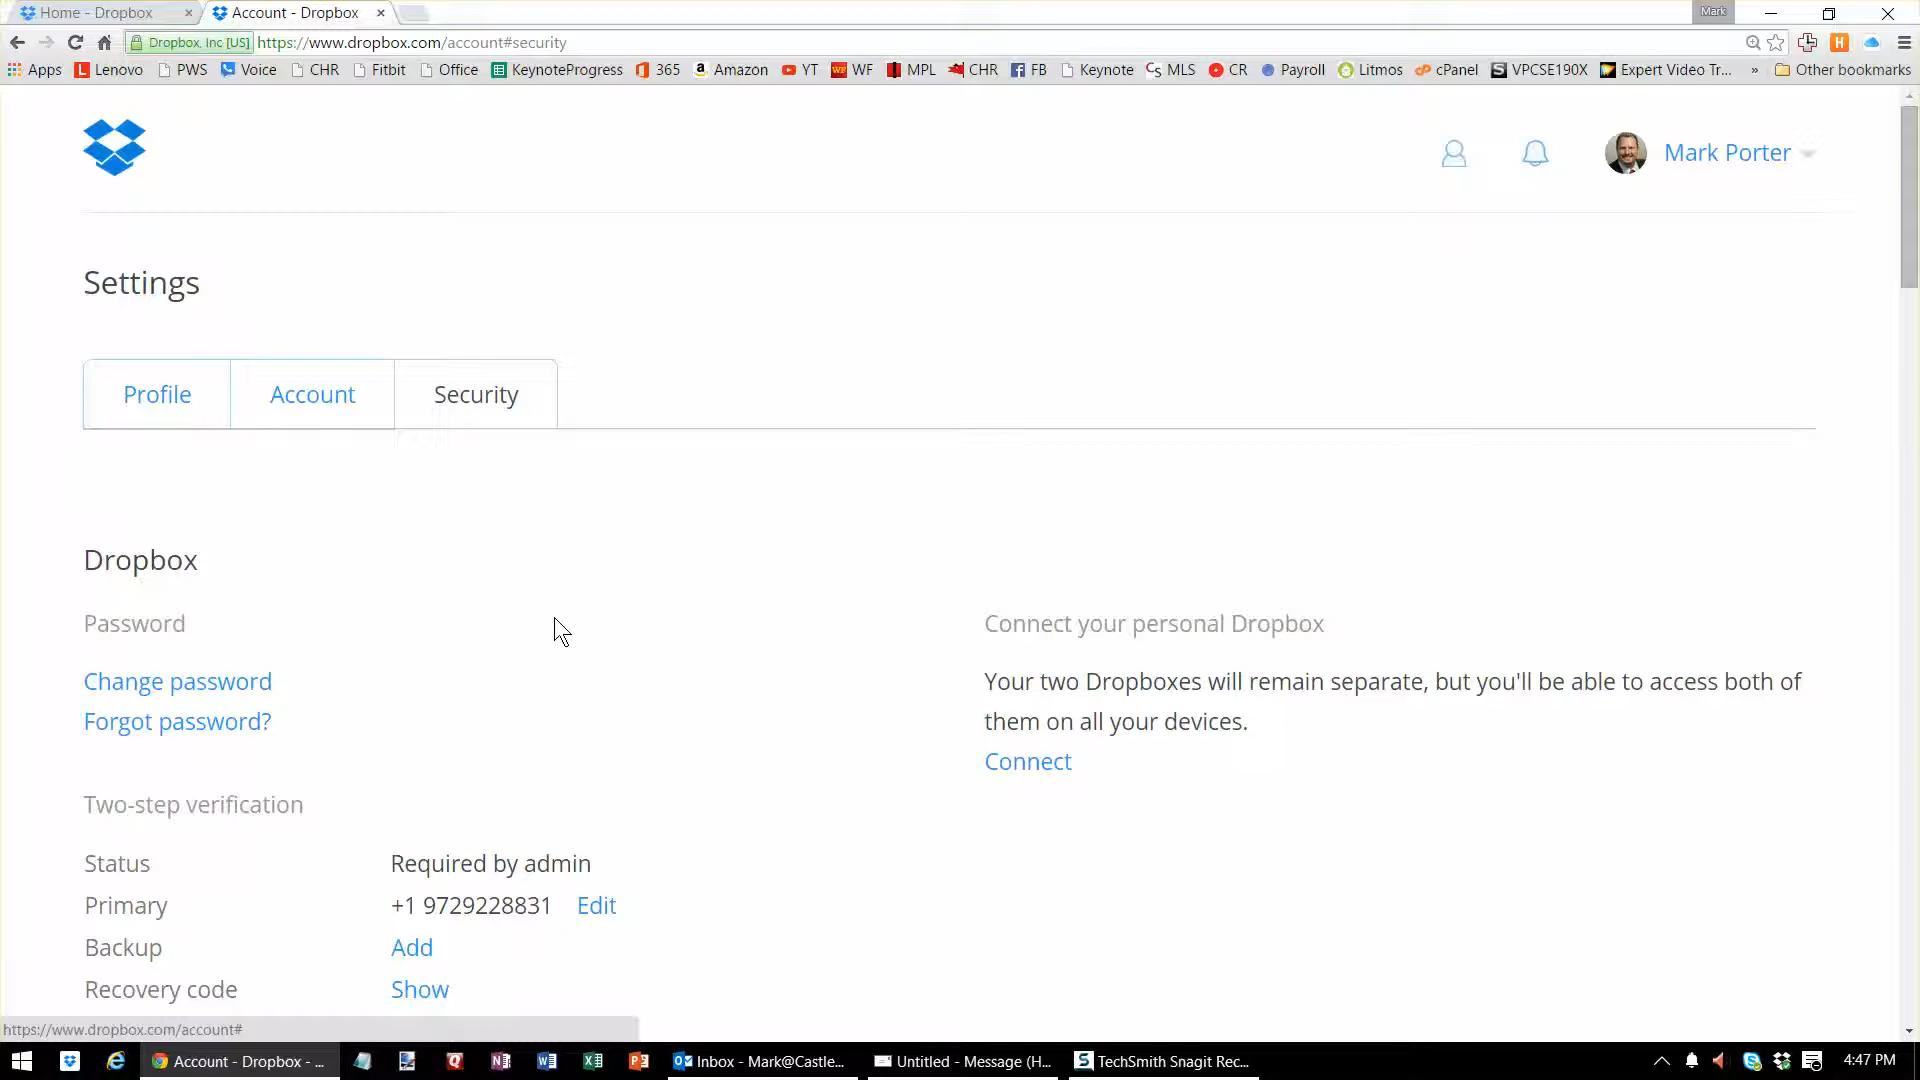 Home - Dropbox
Account - Dropbox
Mark
Dropbox, Inc [US] https://www.dropbox.com/account#security
Apps Lenovo PWS Voice CHR Fitbit Office KeynoteProgress 365 Amazon YT WF MPL CHR FB Keynote MLS CR Payroll Litmos cPanel VPCSE190X Expert Video Tr... » Other bookmarks
Mark Porter
Settings
Profile Account Security
Dropbox
Password
Change password
Forgot password?
Connect your personal Dropbox
Your two Dropboxes will remain separate, but you'll be able to access both of
them on all your devices.
Connect
Two-step verification
Status Required by admin
Primary +1 9729228831 Edit
Backup Add
Recovery code Show
https://www.dropbox.com/account#
Account - Dropbox - ... Inbox - Mark@Castle... Untitled - Message (H... TechSmith Snagit Rec... 4:47 PM